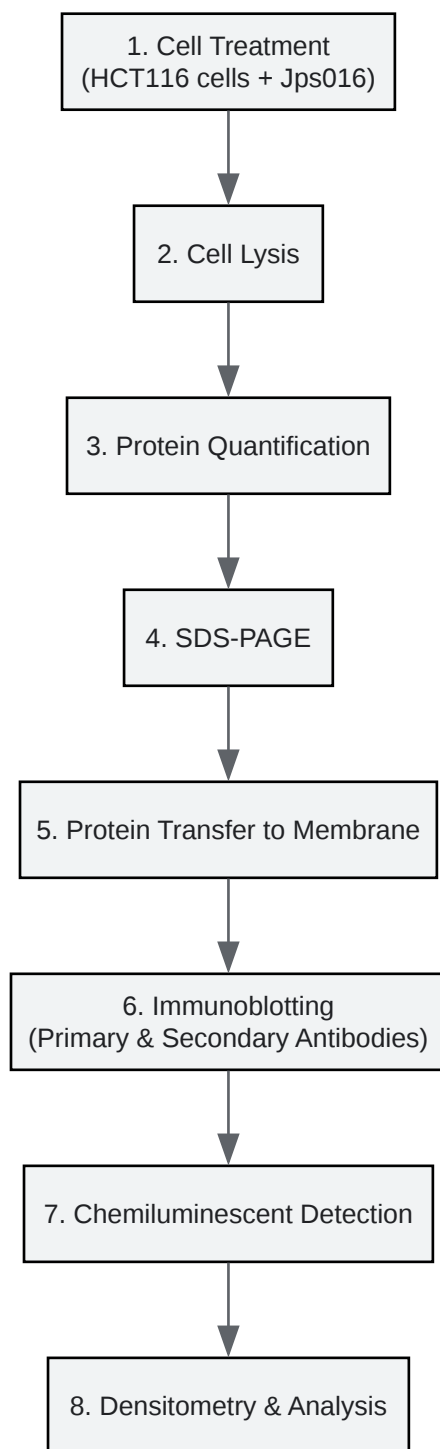 1. Cell Treatment
(HCT116 cells + Jps016)
2. Cell Lysis
3. Protein Quantification
4. SDS-PAGE
5. Protein Transfer to Membrane
6. Immunoblotting
(Primary & Secondary Antibodies)
7. Chemiluminescent Detection
8. Densitometry & Analysis